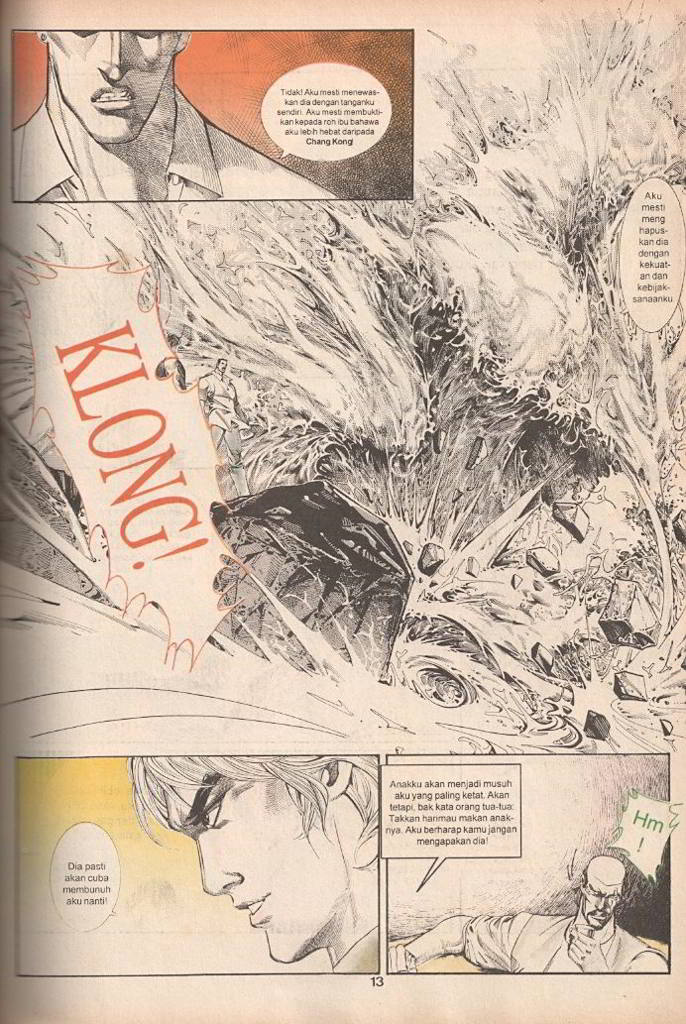 Tidak! Aku mesti menewas-
kan dia dengan tanganku
sendiri. Aku mesti membukti-
kan kepada roh ibu bahawa
aku lebih hebat daripada
Chang Kong!
Aku
mesti
meng
hapus-
kan dia
dengan
kekuat-
an dan
kebijak-
sanaanku
KLONG!
Dia pasti
akan cuba
membunuh
aku nanti!
Anakku akan menjadi musuh
aku yang paling ketat. Akan
tetapi, bak kata orang tua-tua:
Takkan harimau makan anak-
nya. Aku berharap kamu jangan
mengapakan dia!
Hm
!
13